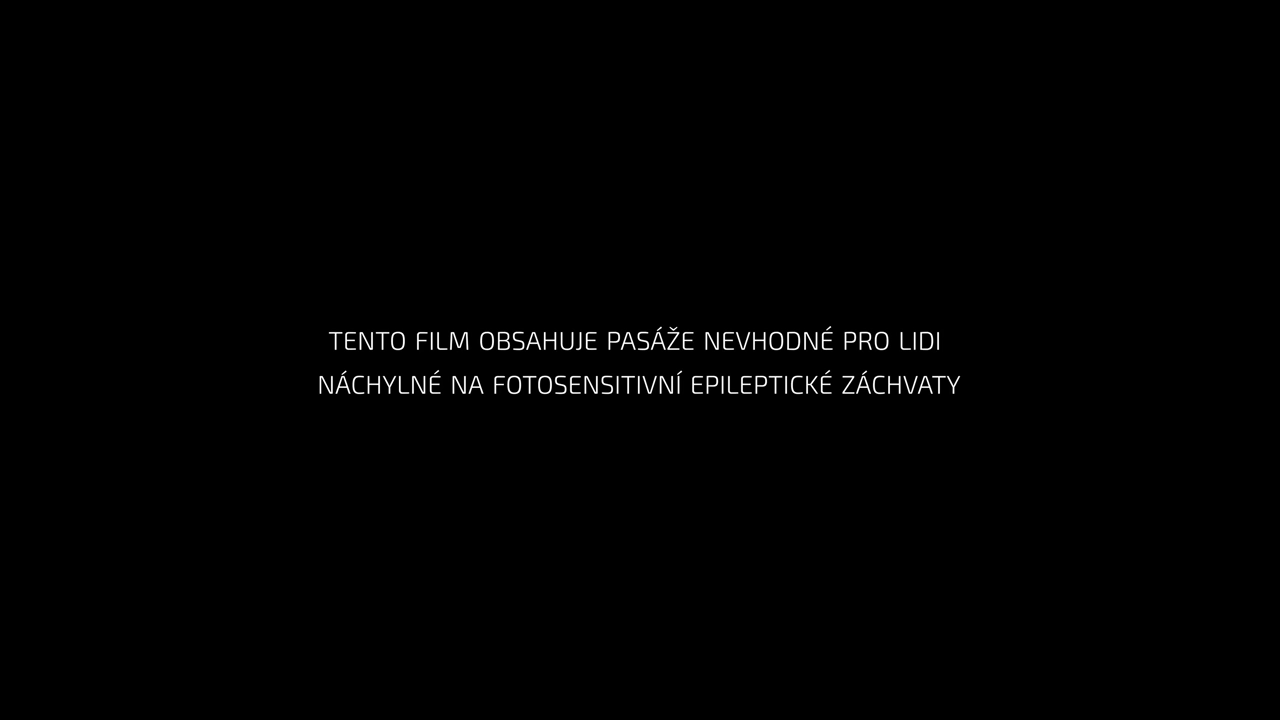 TENTO FILM OBSAHUJE PASÁŽE NEVHODNÉ PRO LIDI
NÁCHYLNÉ NA FOTOSENSITIVNÍ EPILEPTICKÉ ZÁCHVATY